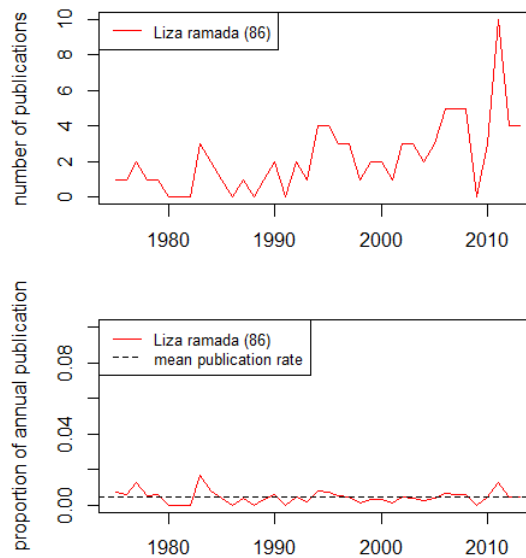 number of publications
10
8
6
4
2
0
Liza ramada (86)
1980 1990 2000 2010
proportion of annual publication
0.08
0.04
0.00
Liza ramada (86)
mean publication rate
1980 1990 2000 2010